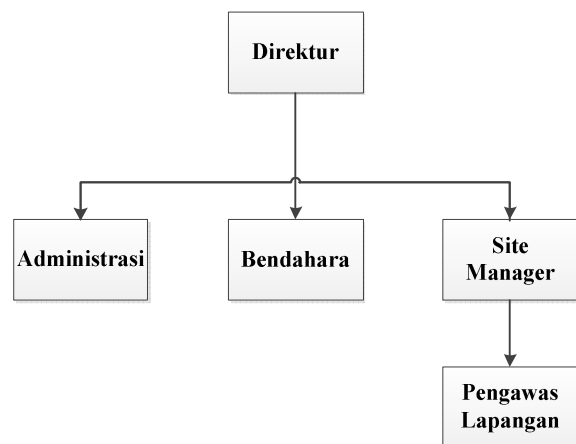 Direktur
Administrasi
Bendahara
Site
Manager
Pengawas
Lapangan